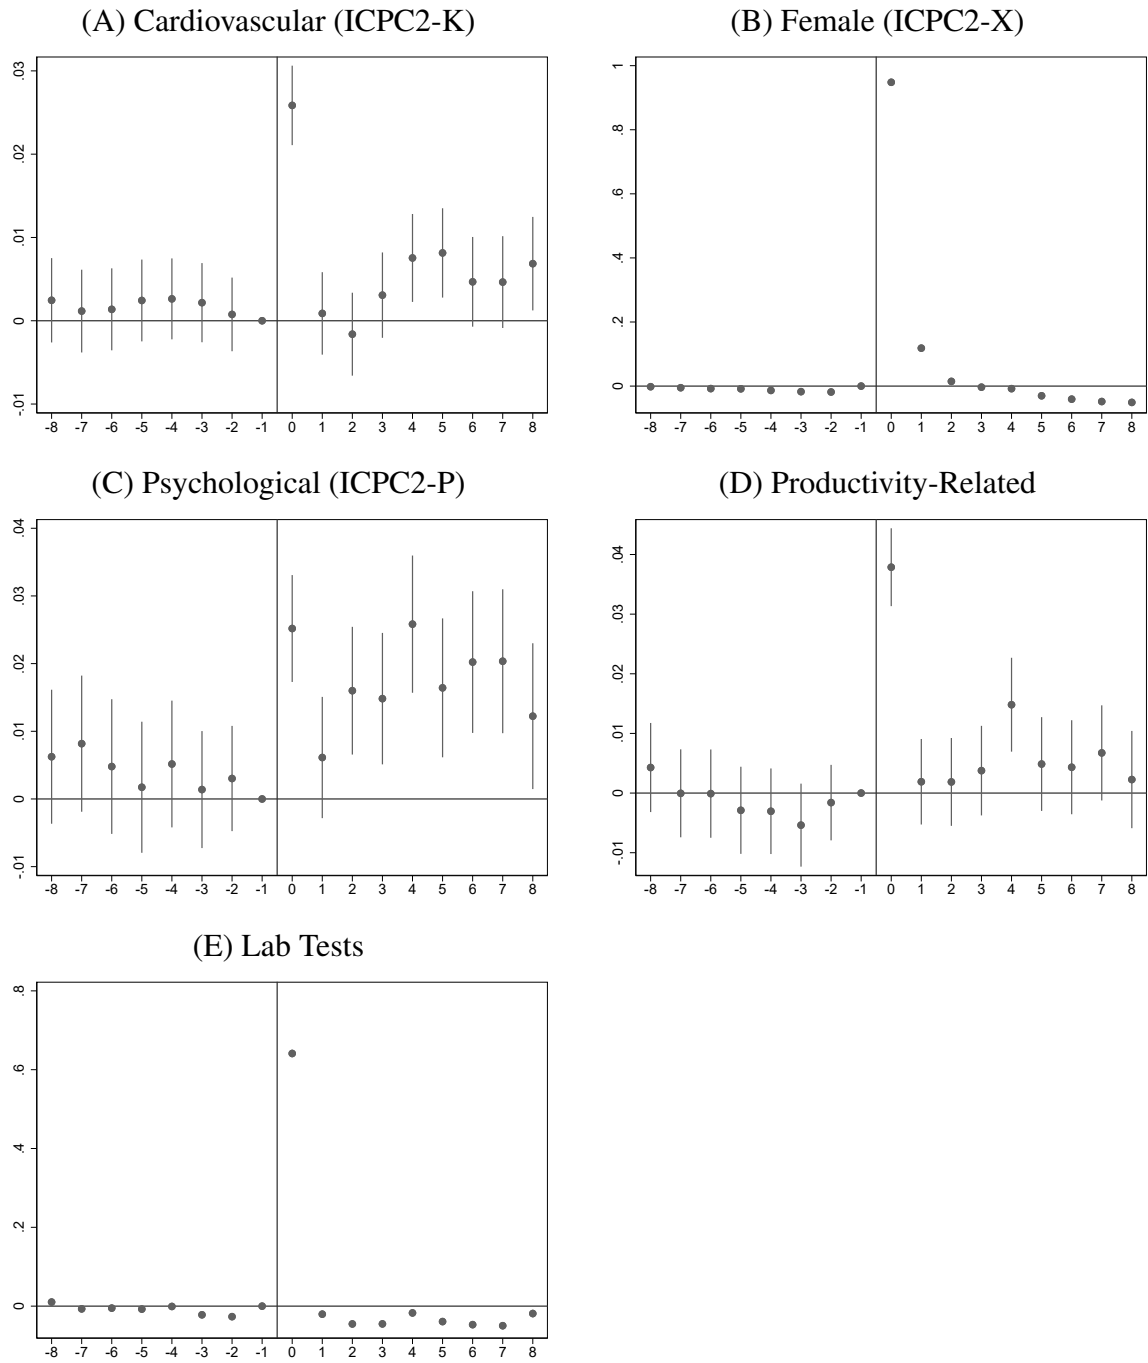 (A) Cardiovascular (ICPC2-K)
.03
.02
.01
0
-.01
-8 -7 -6 -5 -4 -3 -2 -1 0 1 2 3 4 5 6 7 8
(B) Female (ICPC2-X)
1
.8
.6
.4
.2
0
-8 -7 -6 -5 -4 -3 -2 -1 0 1 2 3 4 5 6 7 8
(C) Psychological (ICPC2-P)
.04
.03
.02
.01
0
-.01
-8 -7 -6 -5 -4 -3 -2 -1 0 1 2 3 4 5 6 7 8
(D) Productivity-Related
.04
.03
.02
.01
0
-.01
-8 -7 -6 -5 -4 -3 -2 -1 0 1 2 3 4 5 6 7 8
(E) Lab Tests
.8
.6
.4
.2
0
-8 -7 -6 -5 -4 -3 -2 -1 0 1 2 3 4 5 6 7 8